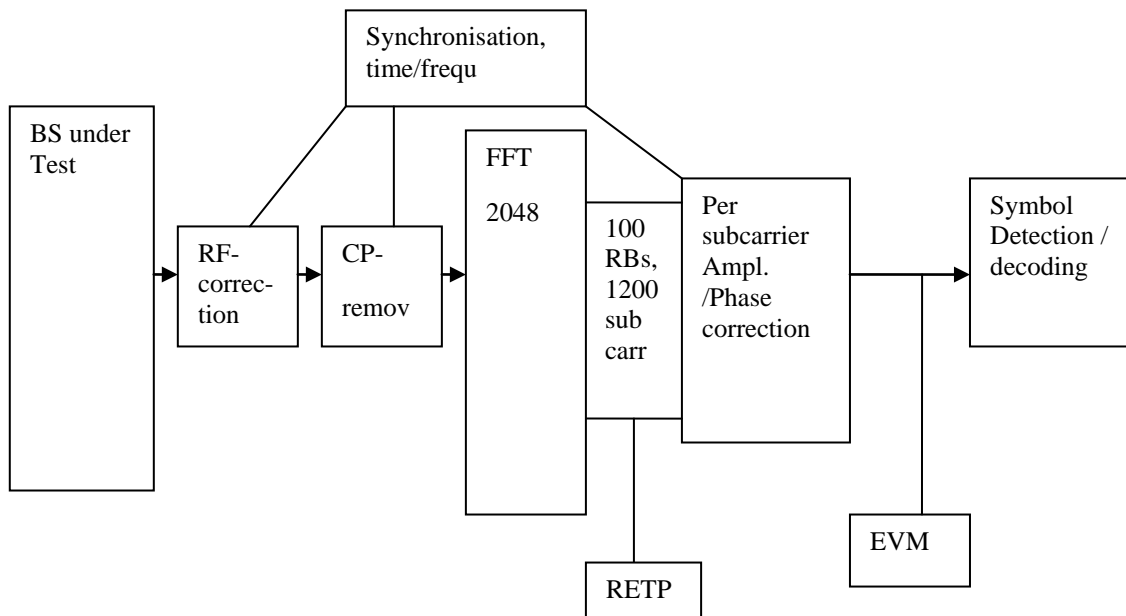 Synchronisation,
time/frequ
BS under
Test
FFT
2048
RF-
correc-
tion
CP-
remov
100
RBs,
1200
sub
carr
Per
subcarrier
Ampl.
/Phase
correction
Symbol
Detection /
decoding
EVM
RETP